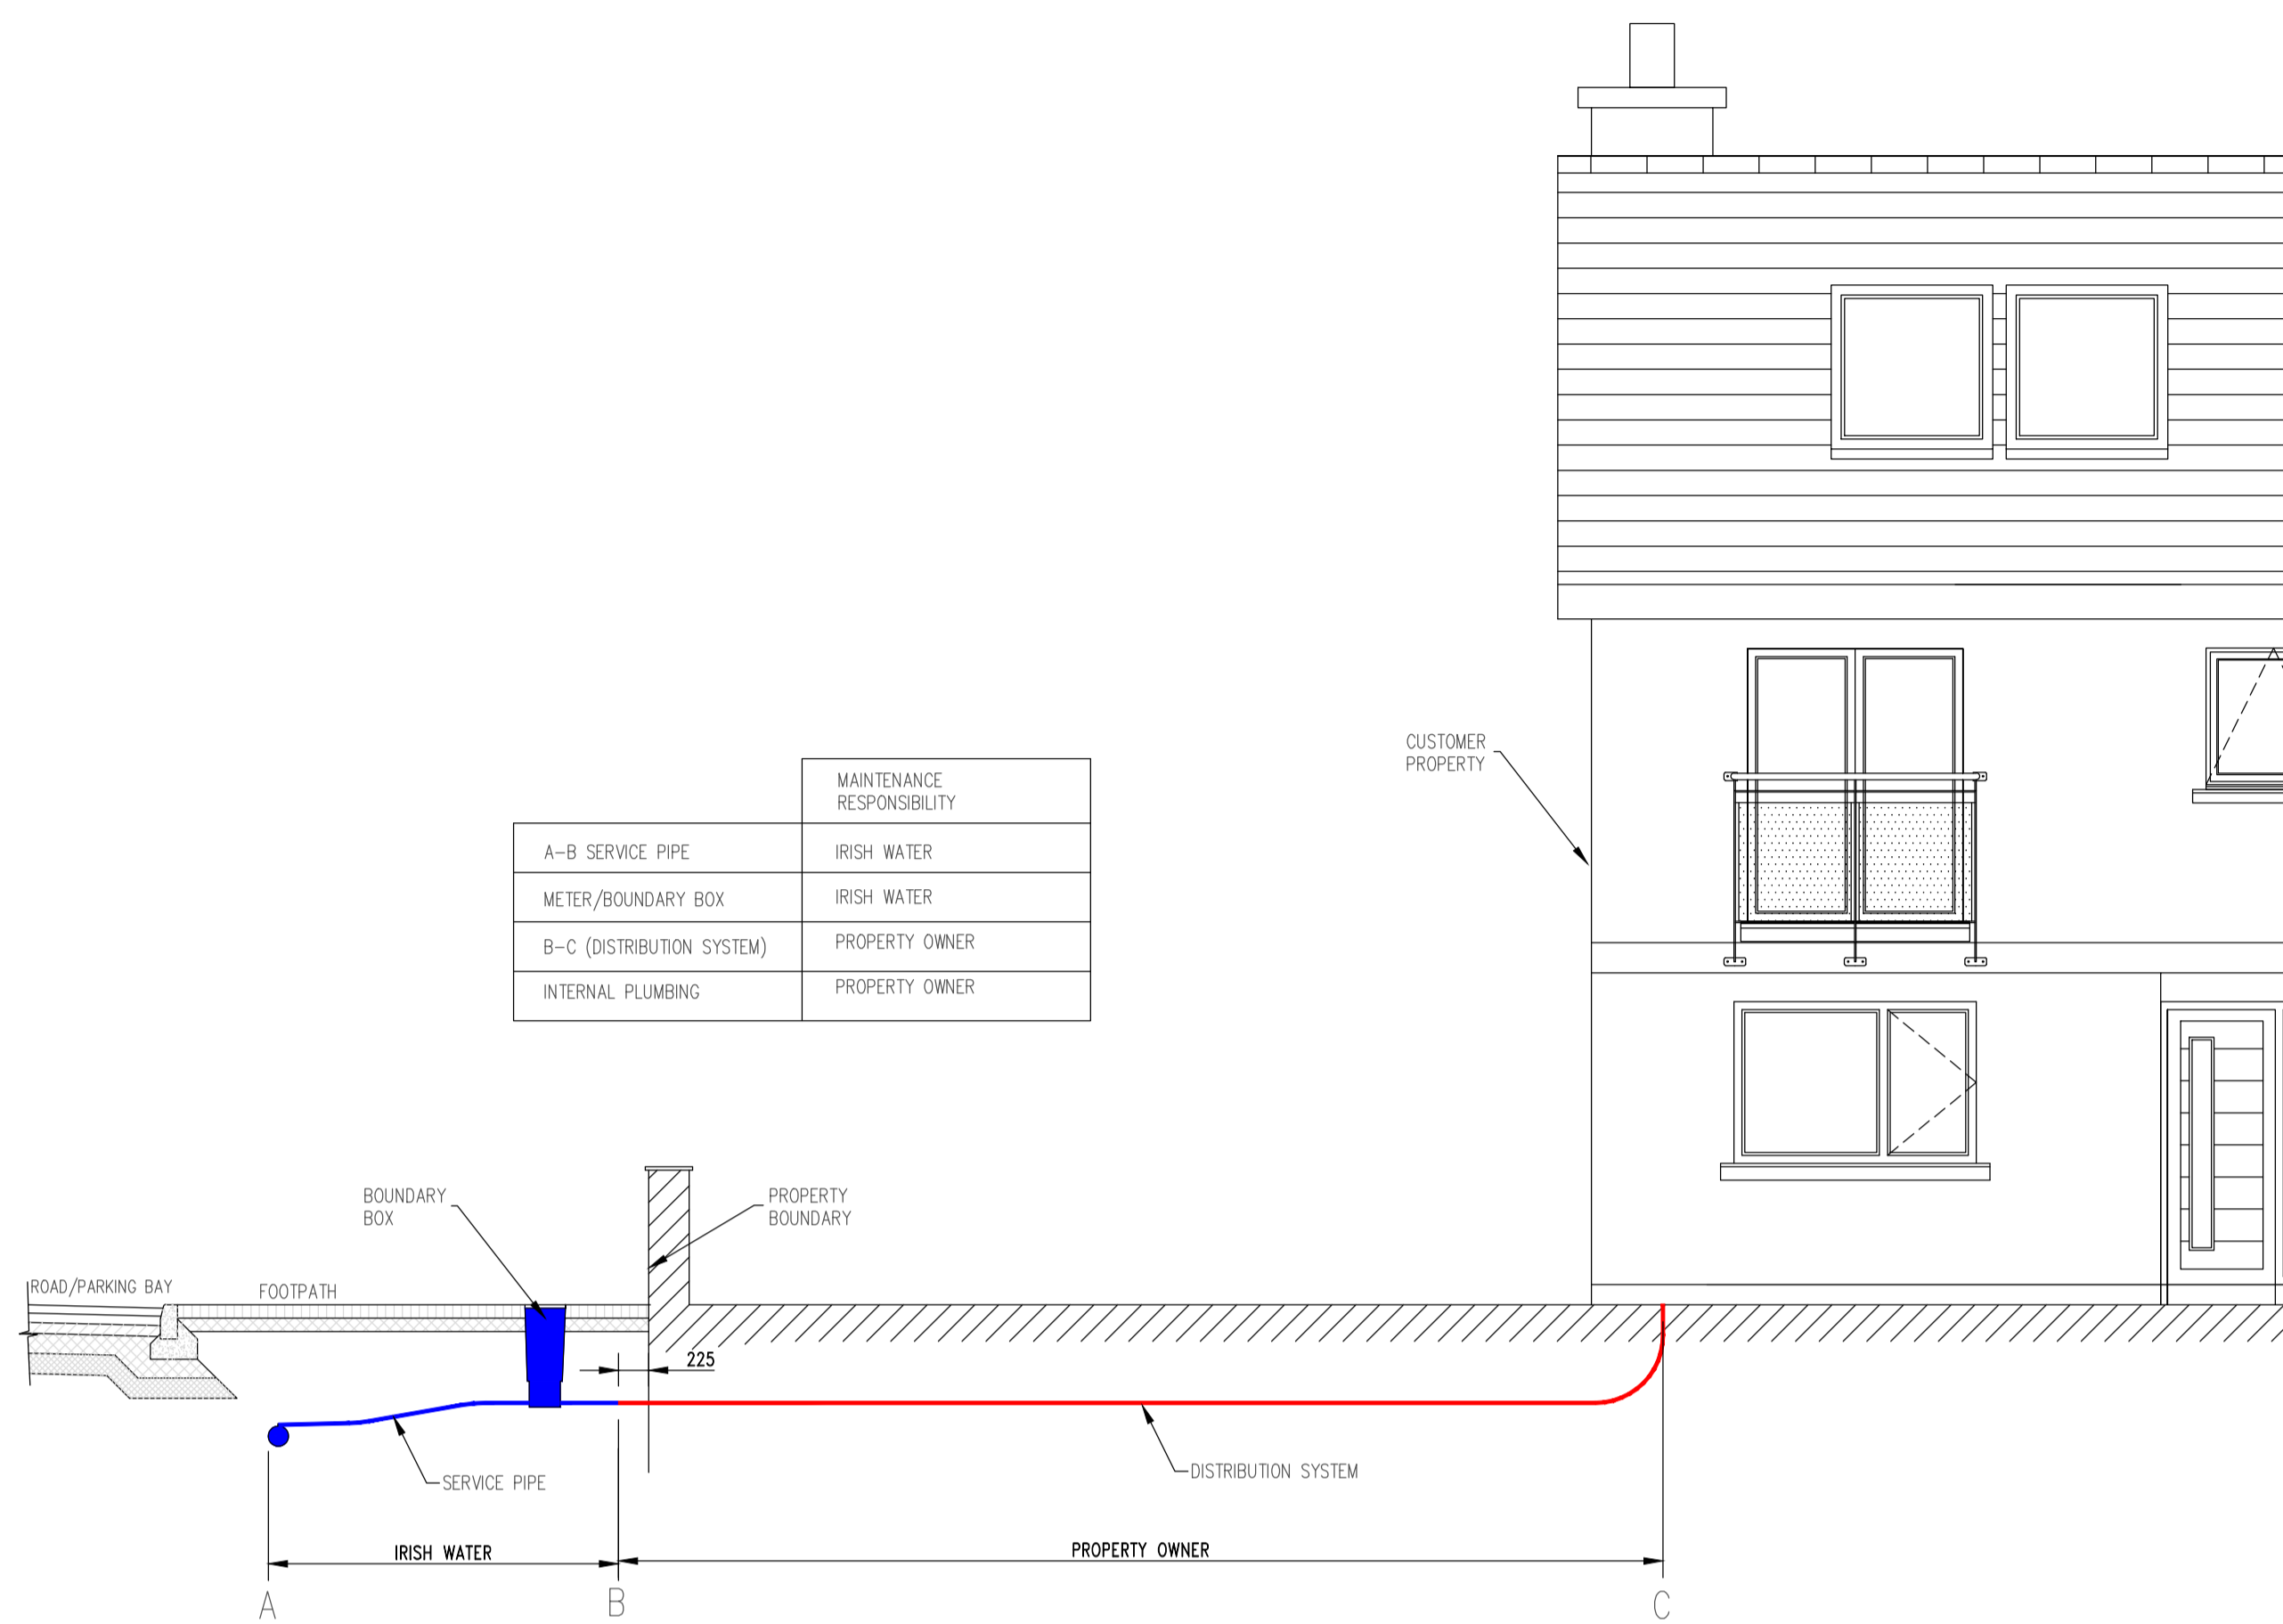 CUSTOMER
PROPERTY
MAINTENANCE
RESPONSIBILITY
A-B SERVICE PIPE IRISH WATER
METER/BOUNDARY BOX IRISH WATER
B-C (DISTRIBUTION SYSTEM) PROPERTY OWNER
INTERNAL PLUMBING PROPERTY OWNER
BOUNDARY
BOX
PROPERTY
BOUNDARY
ROAD/PARKING BAY
FOOTPATH
225
SERVICE PIPE
DISTRIBUTION SYSTEM
IRISH WATER
PROPERTY OWNER
A
B
C